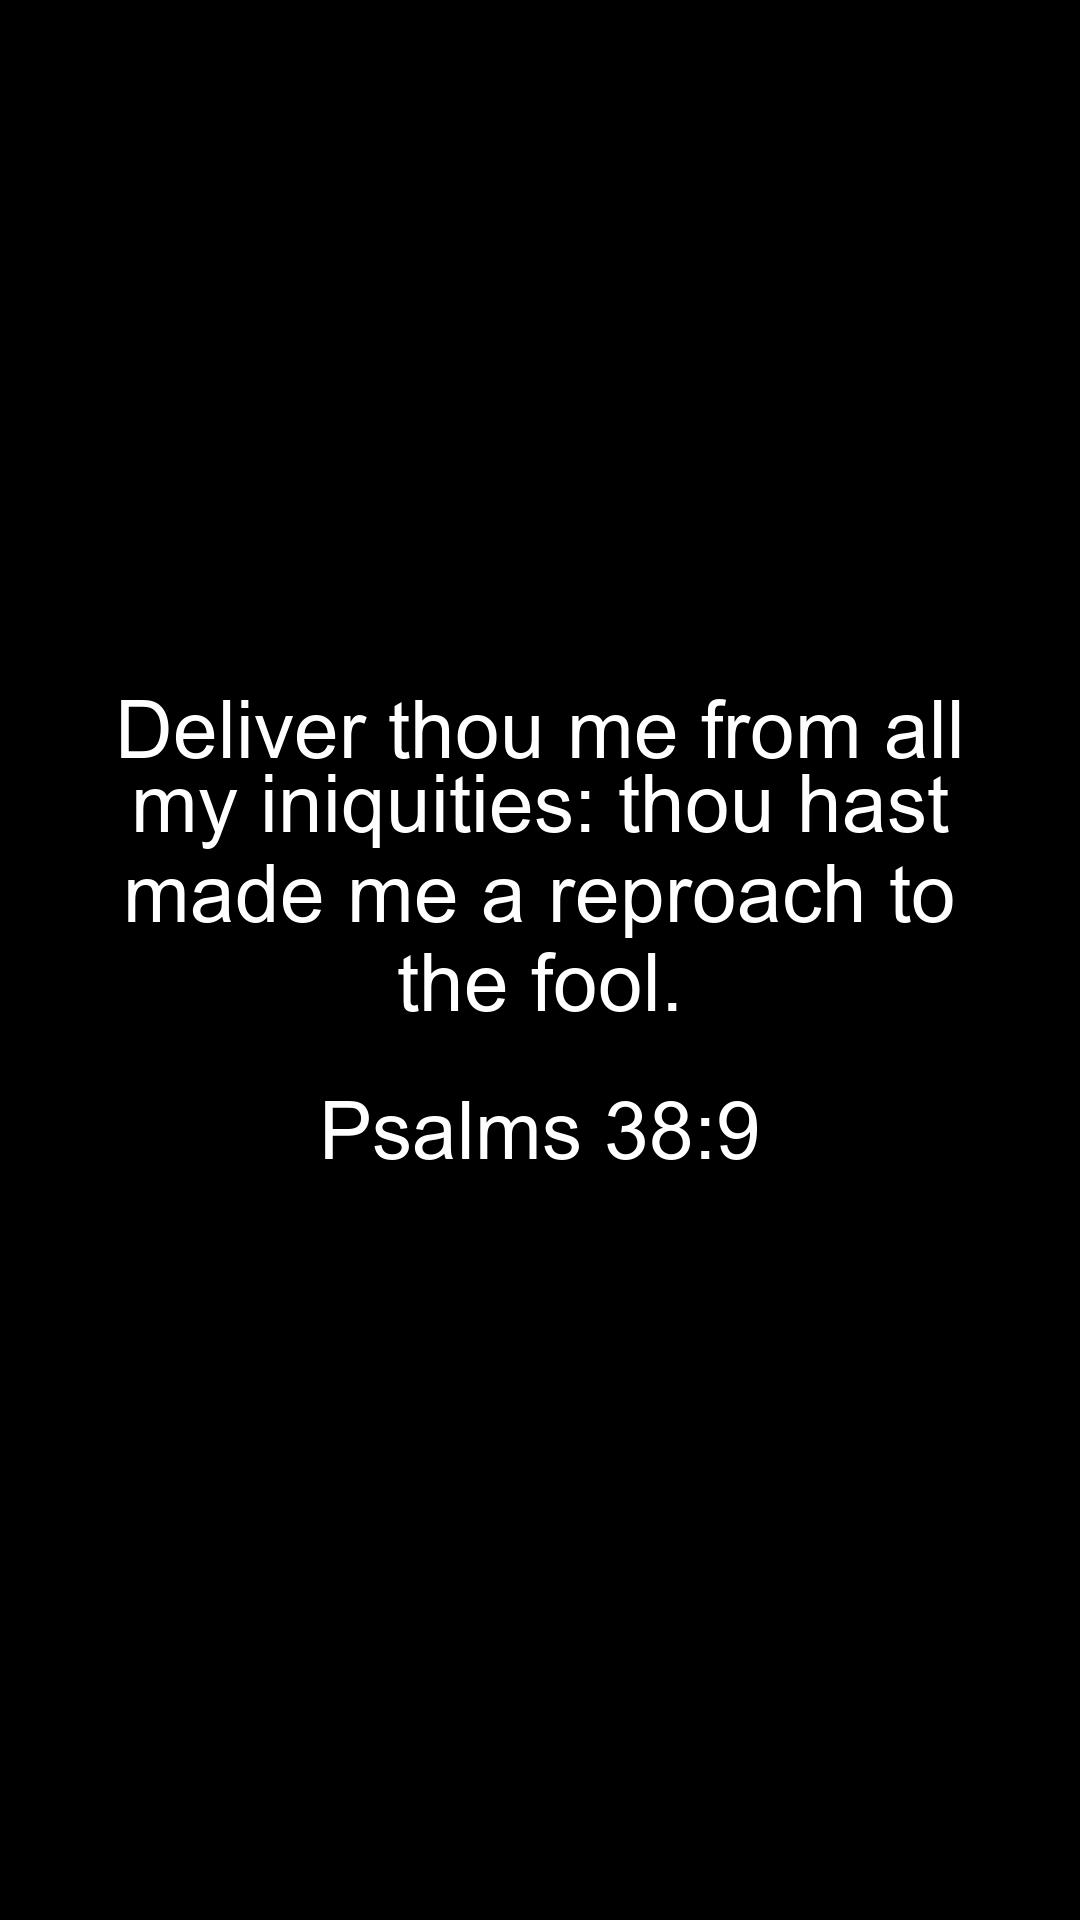 Deliver thou me from all
my iniquities: thou hast
made me a reproach to
the fool.
Psalms 38:9